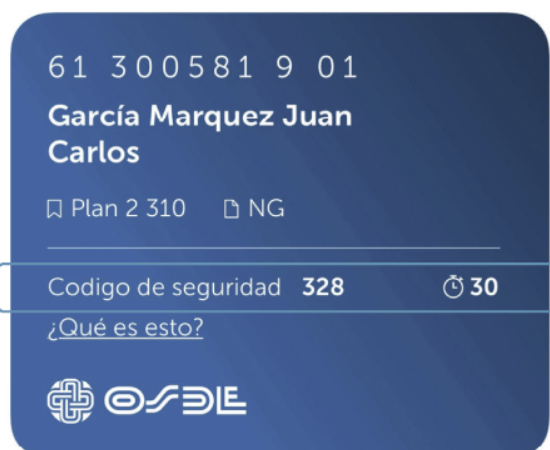 61 300581 9 01
García Marquez Juan
Carlos
Plan 2 310 NG
Codigo de seguridad 328 30
¿Qué es esto?
OSDE